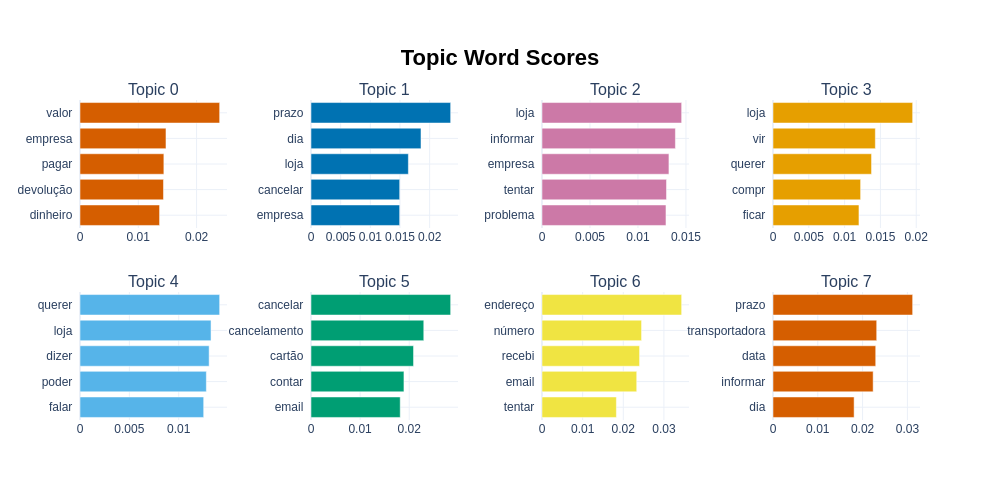 Topic Word Scores
Topic 0
valor
empresa
pagar
devolução
dinheiro
0 0.01 0.02
Topic 1
prazo
dia
loja
cancelar
empresa
0 0.005 0.01 0.015 0.02
Topic 2
loja
informar
empresa
tentar
problema
0 0.005 0.01 0.015
Topic 3
loja
vir
querer
compr
ficar
0 0.005 0.01 0.015 0.02
Topic 4
querer
loja
dizer
poder
falar
0 0.005 0.01
Topic 5
cancelar
cancelamento
cartão
contar
email
0 0.01 0.02
Topic 6
endereço
número
recebi
email
tentar
0 0.01 0.02 0.03
Topic 7
prazo
transportadora
data
informar
dia
0 0.01 0.02 0.03